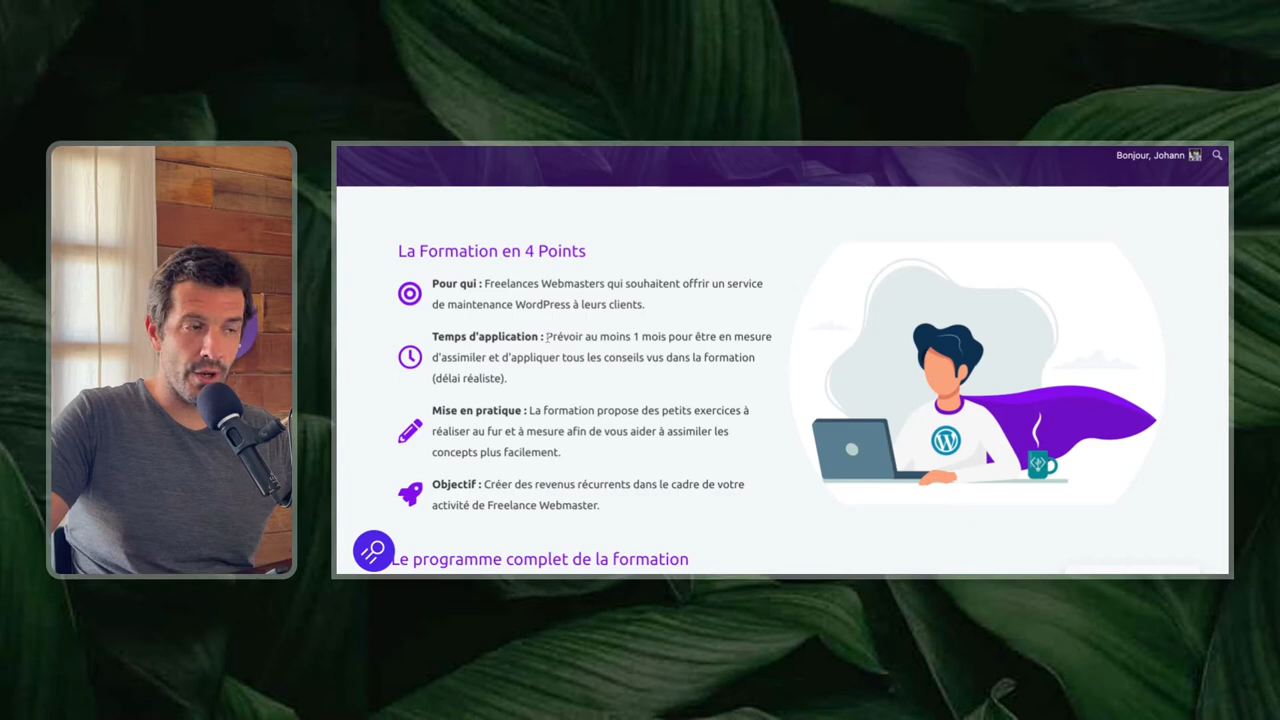 Bonjour, Johann
La Formation en 4 Points
Pour qui : Freelances Webmasters qui souhaitent offrir un service
de maintenance WordPress à leurs clients.
Temps d'application : Prévoir au moins 1 mois pour être en mesure
d'assimiler et d'appliquer tous les conseils vus dans la formation
(délai réaliste).
Mise en pratique : La formation propose des petits exercices à
réaliser au fur et à mesure afin de vous aider à assimiler les
concepts plus facilement.
Objectif : Créer des revenus récurrents dans le cadre de votre
activité de Freelance Webmaster.
Le programme complet de la formation